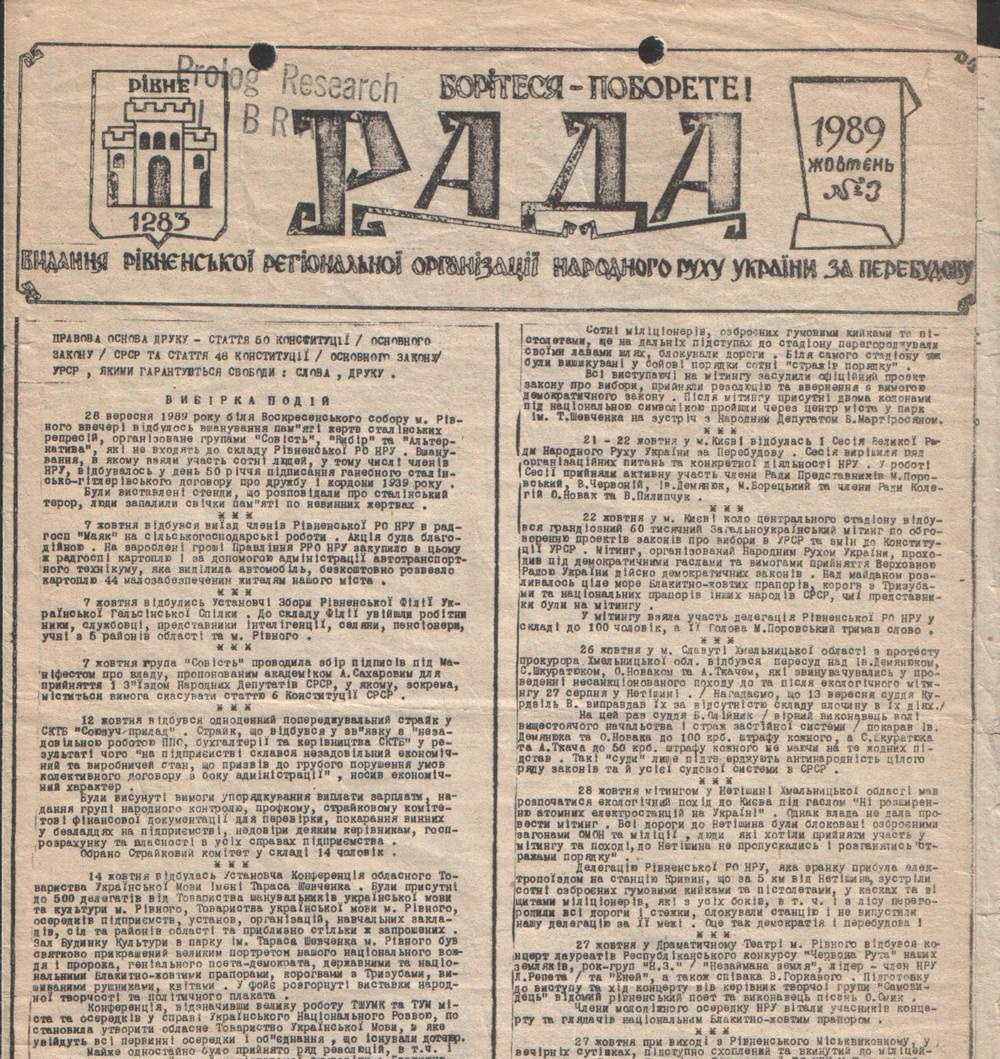 РІВНЕ
1283
Prolog Research
B R
БОРІТЕСЯ - ПОБОРЕТЕ!
РАДА
1989
ЖОВТЕНЬ
№3
ВИДАННЯ РІВНЕНСЬКОЇ РЕГІОНАЛЬНОЇ ОРГАНІЗАЦІЇ НАРОДНОГО РУХУ УКРАЇНИ ЗА ПЕРЕБУДОВУ
ПРАВОВА ОСНОВА ДРУКУ - СТАТТЯ 50 КОНСТИТУЦІЇ / ОСНОВНОГО
ЗАКОНУ / СРСР ТА СТАТТЯ 48 КОНСТИТУЦІЇ / ОСНОВНОГО ЗАКОНУ/
УРСР , ЯКИМИ ГАРАНТУЮТЬСЯ СВОБОДИ : СЛОВА , ДРУКУ .
ВИБІРКА ПОДІЙ
28 вересня 1989 року біля Воскресенського собору м. Рів-
ного ввечері відбулось вшанування пам"яті жертв сталінських
репресій, організоване групами "Совість", "Вибір" та "Альтер-
натива", які не входять до складу Рівненської РО НРУ . Вшану-
вання, в якому взяли участь сотні людей, у тому числі членів
НРУ, відбувалось у день 50 річчя підписання ганебного сталін-
сько-гітлерівського договору про дружбу і кордони 1939 року .
Були виставлені стенди, що розповідали про сталінський
терор, люди запалили свічки пам"яті по невинних жертвах .
ж ж ж
7 жовтня відбувся виїзд членів Рівненської РО НРУ в рад-
госп "Маяк" на сільськогосподарські роботи . Акція була благо-
дійною . На зароблені гроші Правління РРО НРУ закупило в цьому
ж радгоспі картоплю і за допомогою адміністрації автотранспорт-
ного технікуму, яка виділила автомобіль, безкоштовно розвезло
картоплю 44 малозабезпеченим жителям нашого міста .
ж ж ж
7 жовтня відбулись Установчі Збори Рівненської Філії Ук-
раїнської Гельсінської Спілки . До складу Філії увійшли робітни
ники, службовці, представники інтелігенції, селяни, пенсіонери,
учні з 5 районів області та м. Рівного .
ж ж ж
7 жовтня група "Совість" проводила збір підписів під Ма-
ніфестом про владу, пропонованим академіком А.Сахаровим для
прийняття 1 З"їздом Народних Депутатів СРСР, у якому, зокрема,
міститься вимога скасувати статтю 6 Конституції СРСР .
ж ж ж
12 жовтня відбувся одноденний попереджувальний страйк у
СКТБ "Союзуч-прилад" . Страйк, що відбувся у зв"язку з "неза-
довільною роботою ППО, бухгалтерії та керівництва СКТБ" у ре-
зультаті чого "на підприємстві склався незадовільний економіч-
ний та виробничий стан, що призвів до грубого порушення умов
колективного договору з боку адміністрації" , носив економіч-
ний характер .
Були висунуті вимоги упорядкування виплати зарплати, на-
дання групі народного контролю, профкому, страйковому коміте-
тові фінансової документації для перевірки, покарання винних
у безладдях на підприємстві, недовіри деяким керівникам, госп-
розрахунку та власності в усіх справах підприємства .
Обрано Страйковий комітет у складі 14 чоловік .
ж ж ж
14 жовтня відбулась Установча Конференція обласного То-
вариства Української Мови імені Тараса Шевченка . Були присутні
до 500 делегатів від Товариства шанувальників української мови
та культури м. Рівного, Товариства української мови м. Рівного,
осередків підприємств, установ, організацій, навчальних закла-
дів, сіл та районів області та приблизно стільки ж запрошених .
Зал Будинку Культури в парку ім. Тараса Шевченка м. Рівного був
святково прикрашений великим портретом нашого національного вож-
дя і пророка, геніального поета-демократа, державними та націо-
нальними Блакитно-жовтими прапорами, корогвами з Тризубами, ви-
шиваними рушниками, квітами . У фойє розгорнуті виставки народ-
ної творчості та політичного плаката .
Конференція, відзначивши велику роботу ТШУМК та ТУМ мі-
ста та осередків у справі Українського Національного Розвою, по
становила утворити обласне Товариство Української Мови, в яке
увійдуть всі первинні осередки і об"єднання , що існували дотепер.
Майже одностайно було прийнято ряд резолюцій, в т.ч. і
Сотні міліціонерів, озброєних гумовими кийками та пі-
столетами, ще на дальніх підступах до стадіону перегороджували
своїми лавами шлях, блокували дороги . Біля самого стадіону
були вишикувані у бойові порядки сотні "стражів порядку" .
Всі виступаючі на мітингу засудили офіційний проект
закону про вибори, прийняли резолюцію та звернення з вимогою
демократичного закону . Після мітингу присутні двома колонами
під національною символікою пройшли через центр міста у парк
ім. Т.Шевченка на зустріч з Народним Депутатом В.Мартіросяном.
ж ж ж
21 - 22 жовтня у м.Києві відбулась 1 Сесія Великої Ра-
ди Народного Руху України за Перебудову . Сесія вирішила ряд
організаційних питань та конкретної діяльності НРУ . У роботі
Сесії прийняли активну участь члени Ради Представників М.Поро-
вський, В.Червоній, Ів.Демянюк, М.Борецький та члени Ради Коле-
гій О.Новак та В.Пилипчук .
ж ж ж
22 жовтня у м. Києві коло центрального стадіону відбу-
вся грандіозний 60 тисячний Загальноукраїнський мітинг по обго-
воренню проектів законів про вибори в УРСР та змін до Консти-
ції УРСР . Мітинг, організований Народним Рухом України, прохо-
див під демократичними гаслами та вимогами прийняття Верховною
Радою України дійсно демократичних законів . Над майданом роз-
ливалось ціле море Блакитно-жовтих прапорів, корогв з Тризуба-
ми та національних прапорів інших народів СРСР, чиї представни-
ки були на мітингу .
У мітингу взяла участь делегація Рівненської РО НРУ у
складі до 100 чоловік, а її Голова М.Поровський тримав слово .
ж ж ж
26 жовтня у м. Славуті Хмельницької області з протесту
прокурора Хмельницької обл. відбувся пересуд над Ів.Демянюком,
С.Шкуратюком, О.Новаком та А.Ткачем, які звинувачувались у про-
веденні несанкціонованого походу до та після екологічного міти-
нгу 27 серпня у Нетішині . / Нагадаємо, що 13 вересня суддя Ку-
рдвіль В. виправдав їх за відсутністю складу злочину в їх діях./
На цей раз суддя Б.Олійник / вірний виконавець волі
вищестоячого начальства і страж застійної системи / покарав Ів.
Демянюка та О.Новака до 100 крб. штрафу кожного, а С.Шкуратюка
та А.Ткача до 50 крб. штрафу кожного не маючи на те жодних пі-
дстав . Такі "суди" лише підтверджують антинародність цілого
ряду законів та й усієї судової системи в СРСР .
ж ж ж
28 жовтня мітингом у Нетішині Хмельницької області мав
розпочатися екологічний похід до Києва під гаслом "Ні розширен-
ню атомних електростанцій на Україні" . Однак влада не дала про-
вести мітинг . Всі дороги до Нетішина були блоковані озброєними
загонами ОМОН та міліції , люди які хотіли прийняти участь у
мітингу та поході,до Нетішина не пропускались і розганялись"ст-
ражами порядку" .
Делегацію Рівненської РО НРУ, яка зранку прибула елек-
тропоїздом на станцію Кривин, що за 5 км від Нетішина, зустріли
сотні озброєних гумовими кийками та пістолетами, у касках та зі
щитами міліціонерів, які з усіх боків, в т. ч. і з лісу перего-
родили всі дороги і стежки, блокували станцію і не випустили
нашу делегацію за її межі . Оце так демократія і перебудова !
ж ж ж
27 жовтня у Драматичному Театрі м. Рівного відбувся ко-
нцерт лауреатів Республіканського конкурсу "Червона Рута" наших
земляків, рок-груп "Н.З." / "Незаймана земля", лідер - член НРУ
Л.Репета / та "Еней", а також співака В.Горкавого . Підготовку
до виступу та хід концерту вів керівник творчої групи "Самови-
дець" відомий рівненський поет та виконавець пісень О.Смик .
Члени молодіжного осередку НРУ вітали учасників конце-
рту та глядачів національним Блакитно-жовтим прапором .
ж ж ж
27 жовтня при виході з Рівненського Міськвиконкому, у
вечірніх сутінках, підступно схоплений та вкинутий до міліцей-